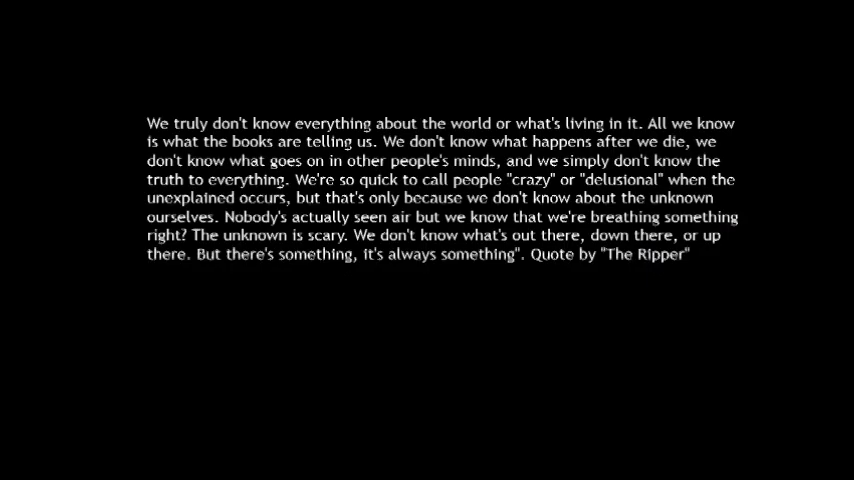 We truly don't know everything about the world or what's living in it. All we know
is what the books are telling us. We don't know what happens after we die, we
don't know what goes on in other people's minds, and we simply don't know the
truth to everything. We're so quick to call people "crazy" or "delusional" when the
unexplained occurs, but that's only because we don't know about the unknown
ourselves. Nobody's actually seen air but we know that we're breathing something
right? The unknown is scary. We don't know what's out there, down there, or up
there. But there's something, it's always something". Quote by "The Ripper"